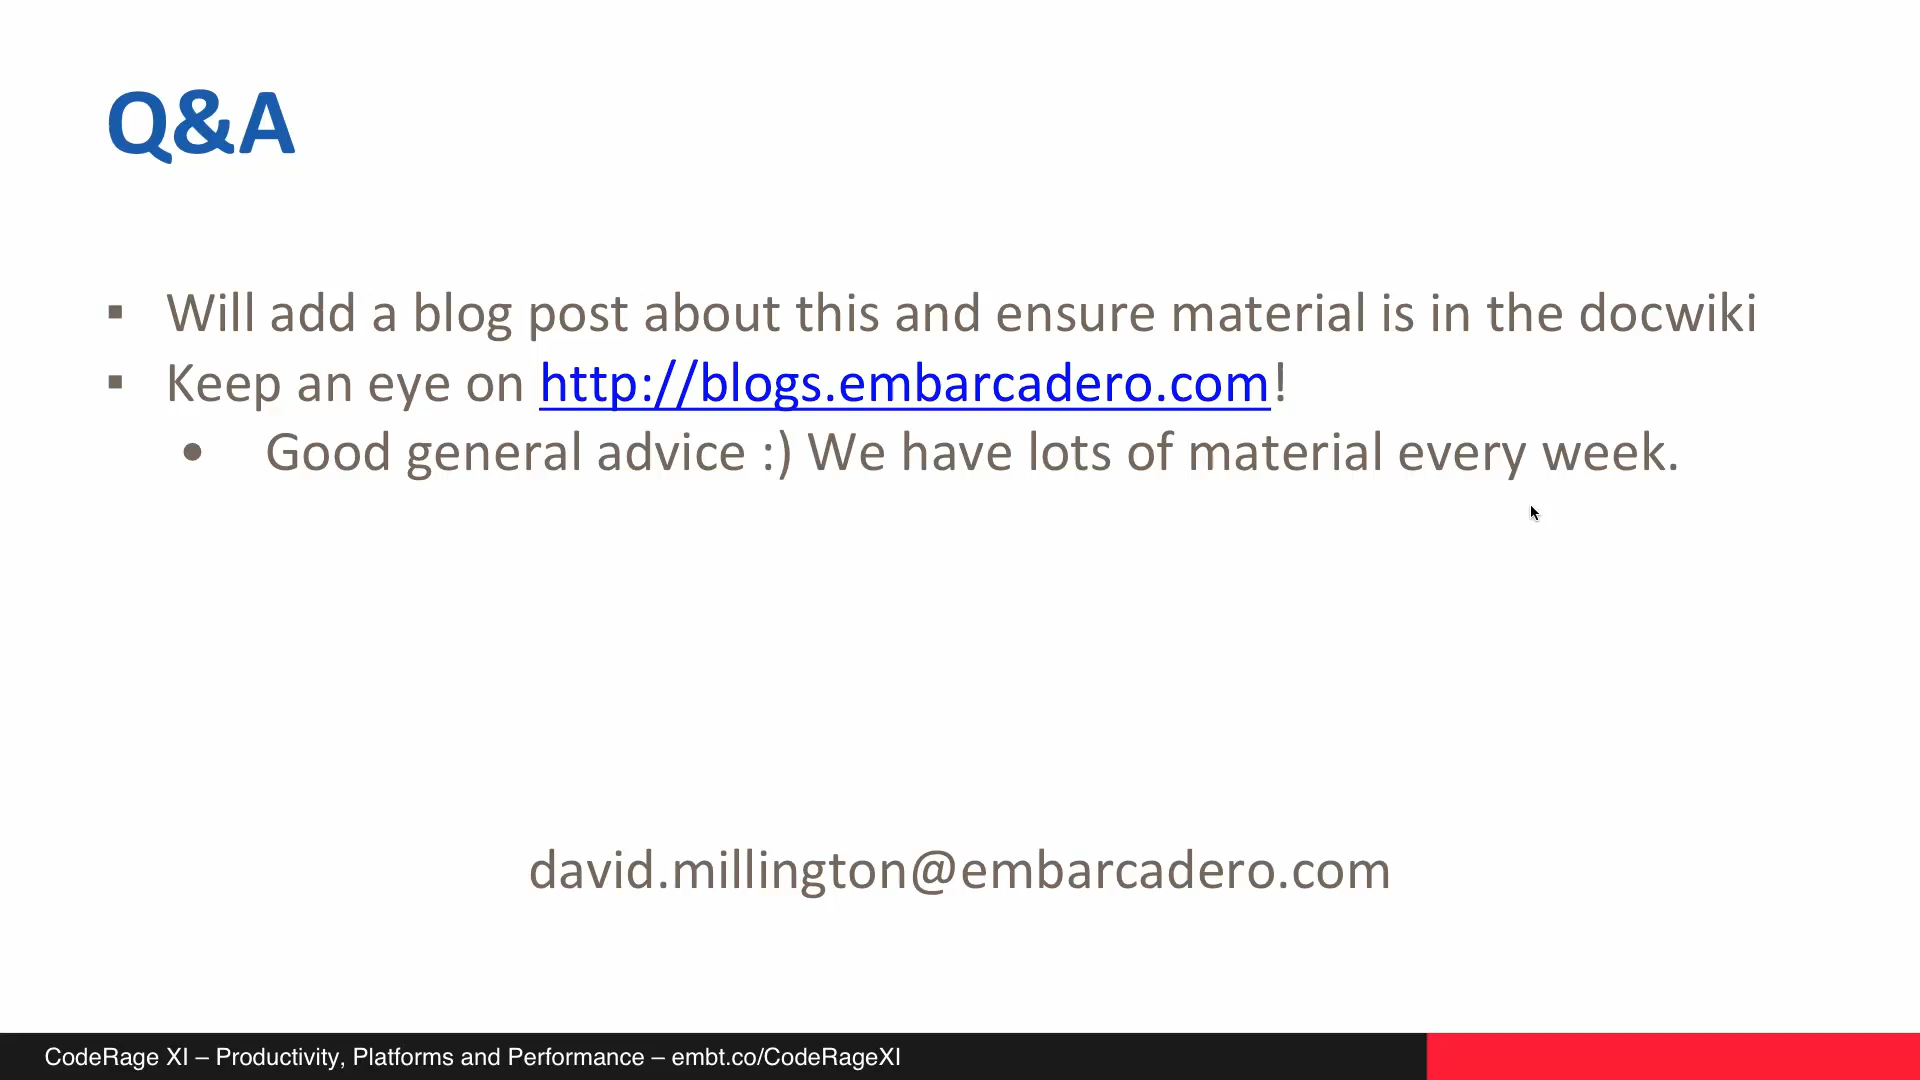 Q&A
▪ Will add a blog post about this and ensure material is in the docwiki
▪ Keep an eye on http://blogs.embarcadero.com!
• Good general advice :) We have lots of material every week.
david.millington@embarcadero.com
CodeRage XI – Productivity, Platforms and Performance – embt.co/CodeRageXI